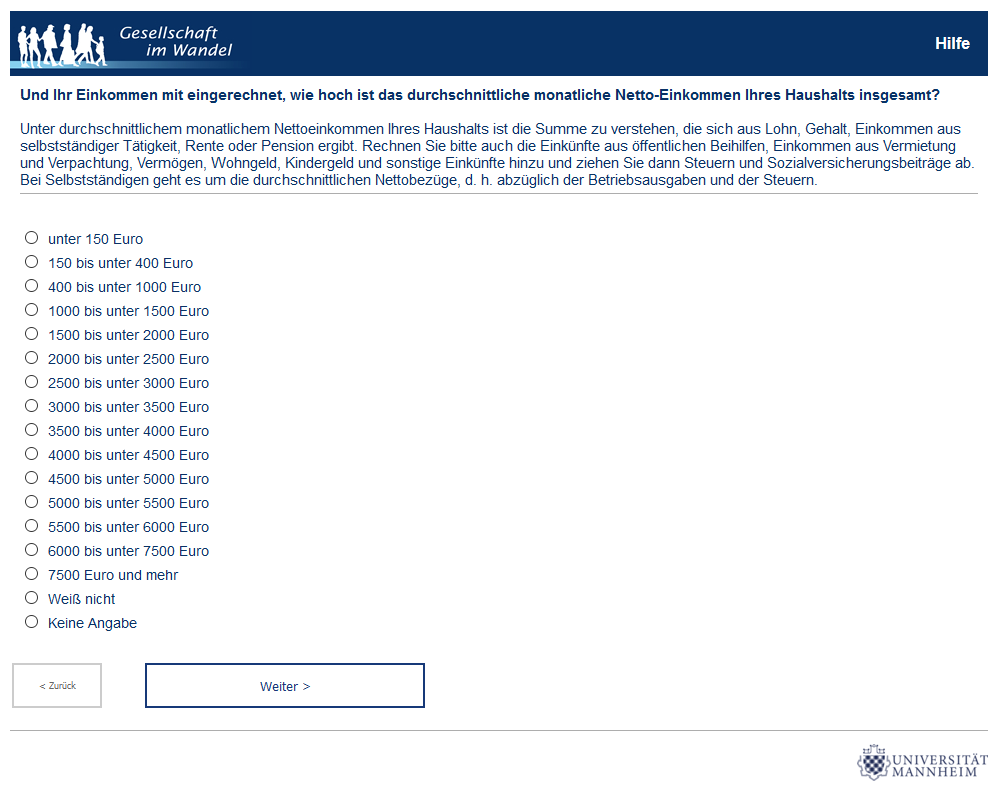 Gesellschaft
im Wandel
Hilfe
Und Ihr Einkommen mit eingerechnet, wie hoch ist das durchschnittliche monatliche Netto-Einkommen Ihres Haushalts insgesamt?
Unter durchschnittlichem monatlichem Nettoeinkommen Ihres Haushalts ist die Summe zu verstehen, die sich aus Lohn, Gehalt, Einkommen aus
selbstständiger Tätigkeit, Rente oder Pension ergibt. Rechnen Sie bitte auch die Einkünfte aus öffentlichen Beihilfen, Einkommen aus Vermietung
und Verpachtung, Vermögen, Wohngeld, Kindergeld und sonstige Einkünfte hinzu und ziehen Sie dann Steuern und Sozialversicherungsbeiträge ab.
Bei Selbstständigen geht es um die durchschnittlichen Nettobezüge, d. h. abzüglich der Betriebsausgaben und der Steuern.
unter 150 Euro
150 bis unter 400 Euro
400 bis unter 1000 Euro
1000 bis unter 1500 Euro
1500 bis unter 2000 Euro
2000 bis unter 2500 Euro
2500 bis unter 3000 Euro
3000 bis unter 3500 Euro
3500 bis unter 4000 Euro
4000 bis unter 4500 Euro
4500 bis unter 5000 Euro
5000 bis unter 5500 Euro
5500 bis unter 6000 Euro
6000 bis unter 7500 Euro
7500 Euro und mehr
Weiß nicht
Keine Angabe
< Zurück
Weiter >
UNIVERSITÄT
MANNHEIM